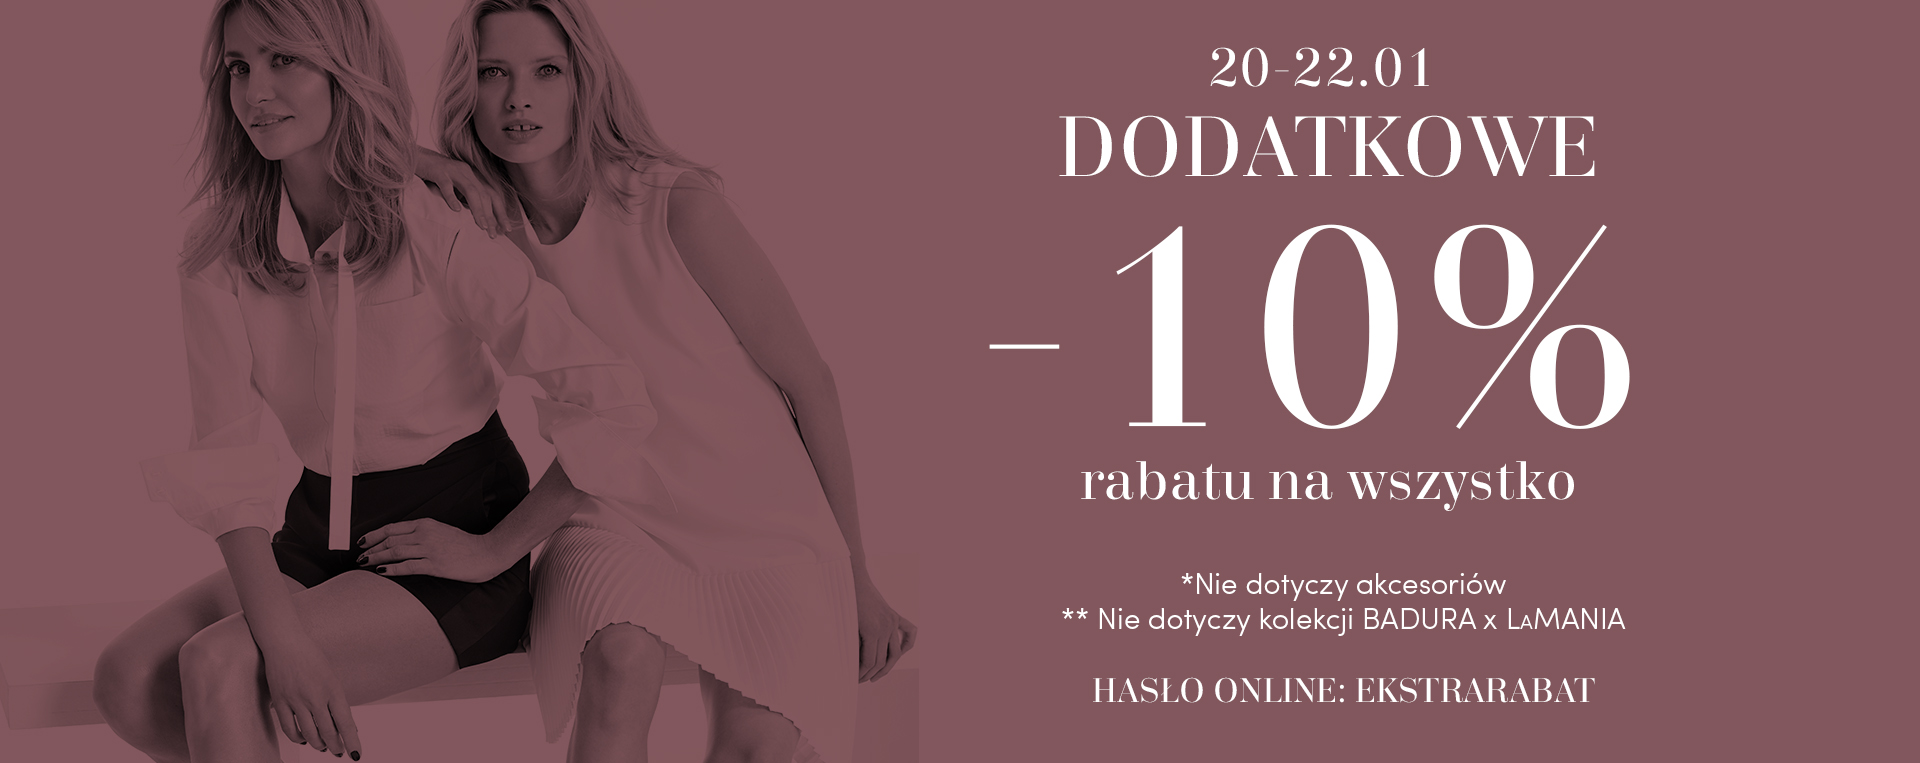 20-22.01
DODATKOWE
-10%
rabatu na wszystko
*Nie dotyczy akcesoriów
** Nie dotyczy kolekcji BADURA x LAMANIA
HASŁO ONLINE: EKSTRARABAT